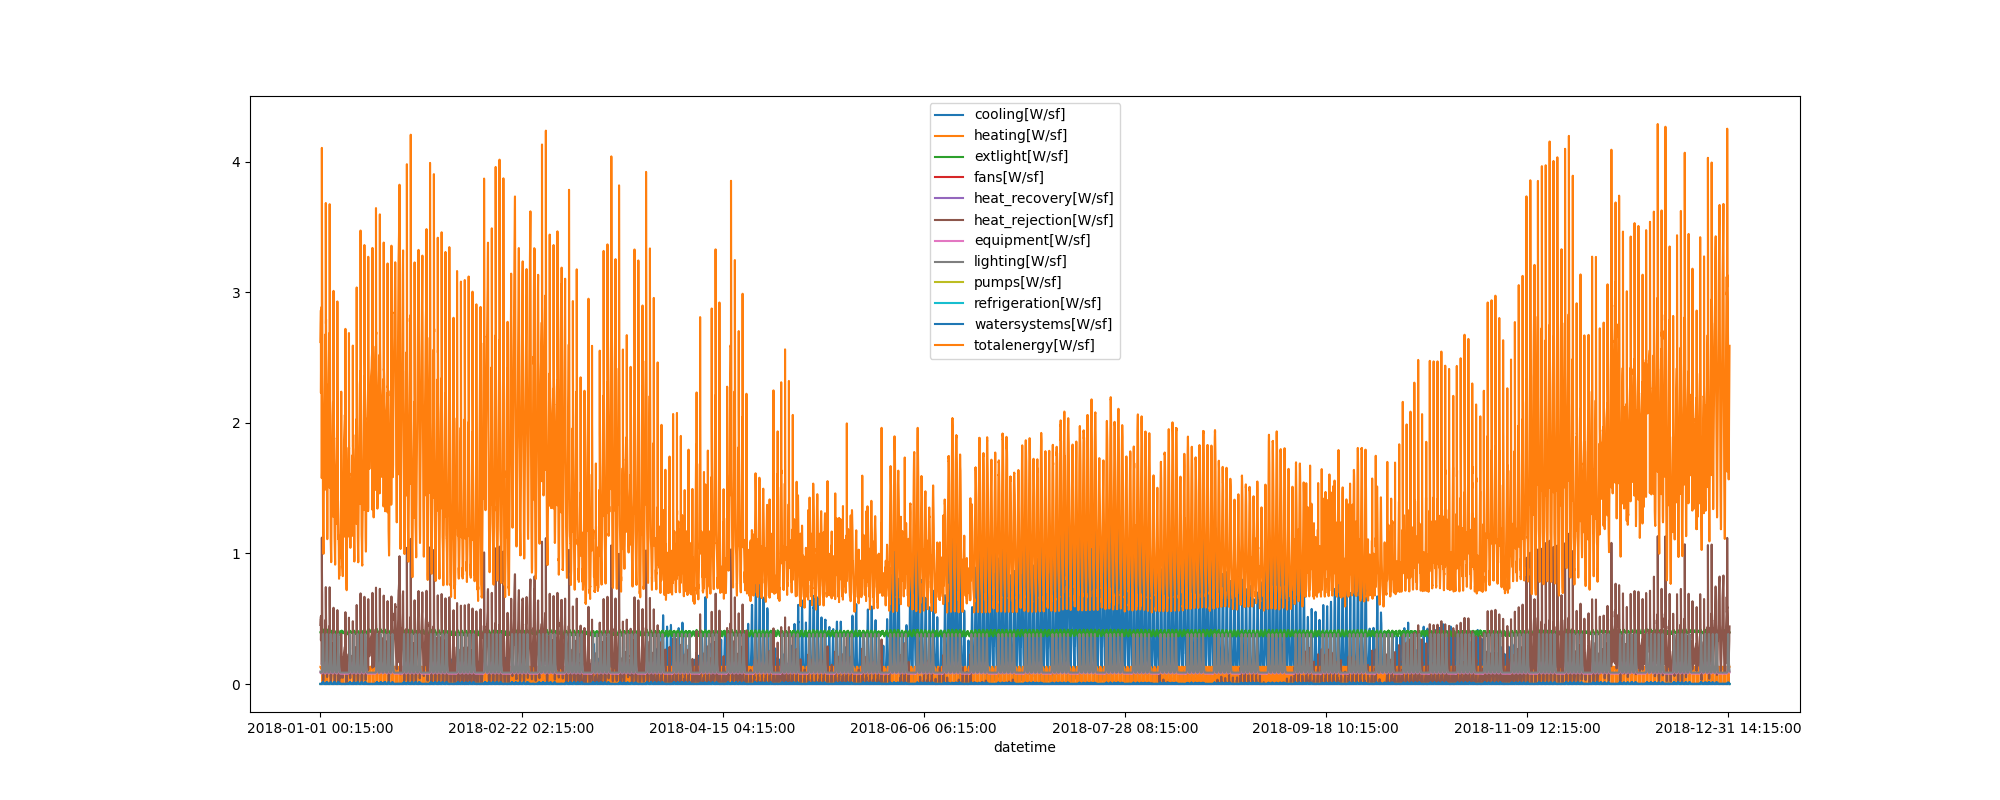 cooling[W/sf]
heating[W/sf]
extlight[W/sf]
fans[W/sf]
heat_recovery[W/sf]
heat_rejection[W/sf]
equipment[W/sf]
lighting[W/sf]
pumps[W/sf]
refrigeration[W/sf]
watersystems[W/sf]
totalenergy[W/sf]
4
3
2
1
0
2018-01-01 00:15:00 2018-02-22 02:15:00 2018-04-15 04:15:00 2018-06-06 06:15:00 2018-07-28 08:15:00 2018-09-18 10:15:00 2018-11-09 12:15:00 2018-12-31 14:15:00
datetime